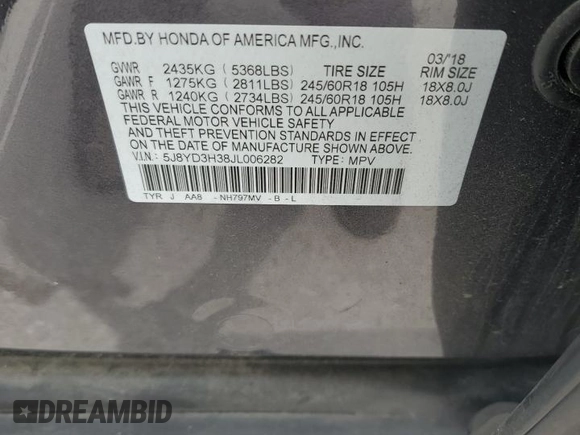 MFD.BY HONDA OF AMERICA MFG.,INC.
03/'18
GVWR 2435KG ( 5368LBS) TIRE SIZE RIM SIZE
GAWR F 1275KG ( 2811LBS) 245/60R18 105H 18X8.0J
GAWR R 1240KG ( 2734LBS) 245/60R18 105H 18X8.0J
THIS VEHICLE CONFORMS TO ALL APPLICABLE
FEDERAL MOTOR VEHICLE SAFETY
AND THEFT PREVENTION STANDARDS IN EFFECT
ON THE DATE OF MANUFACTURE SHOWN ABOVE.
V.I.N.: 5J8YD3H38JL006282 TYPE: MPV
TYR J AA8 -NH797MV -B -L
DREAMBID